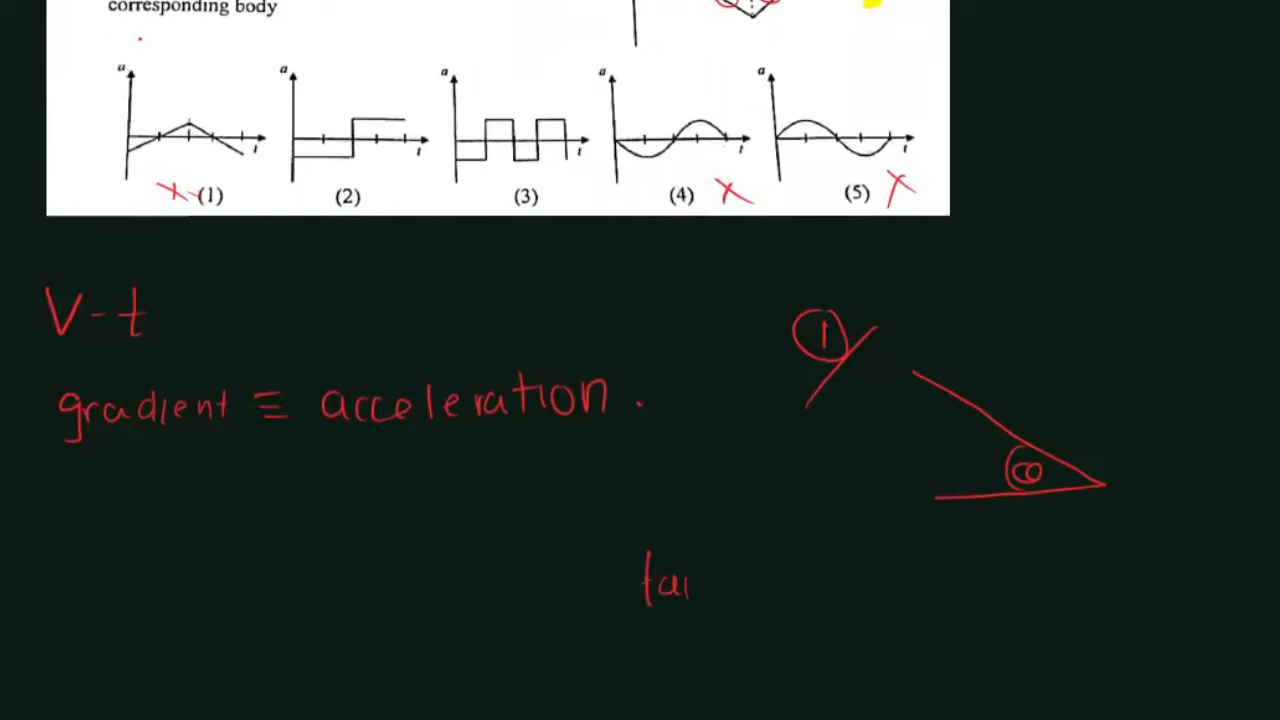 corresponding body
a a a a a
t t t t t
(1) (2) (3) (4) (5)
V-t
1
gradient ≡ acceleration.